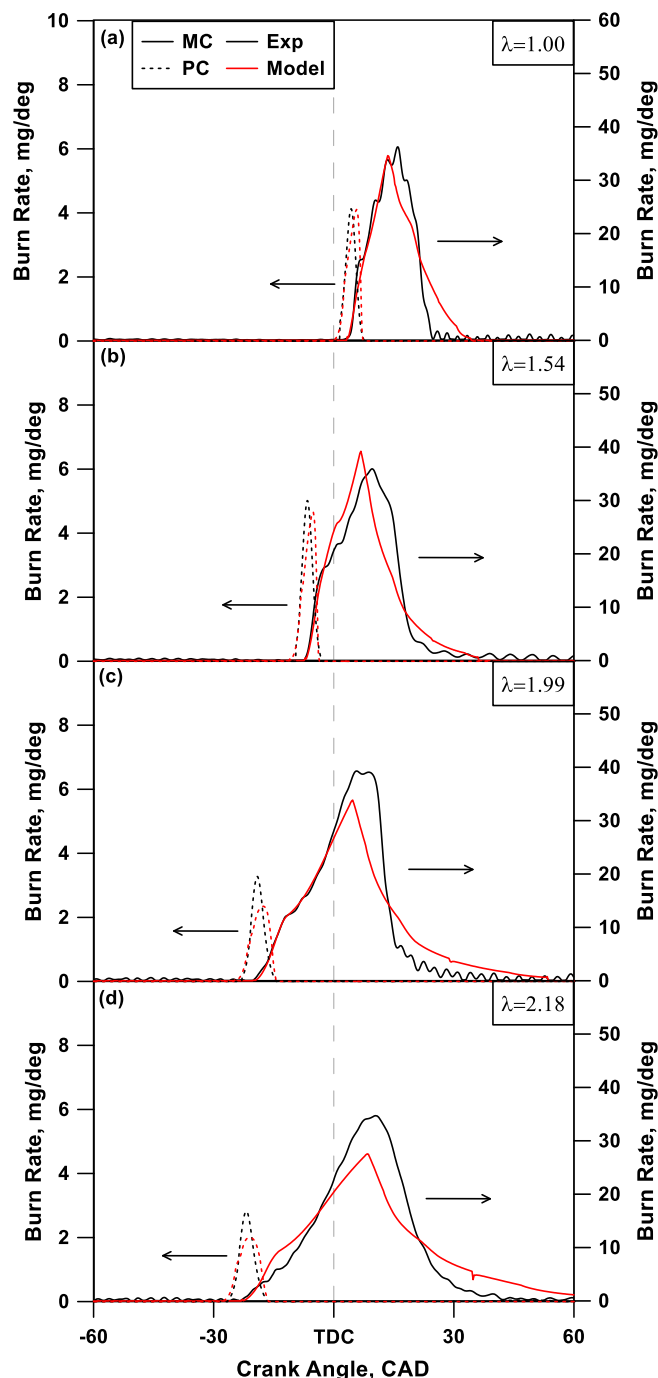 (a)
MC Exp
PC Model
λ=1.00
10
8
6
4
2
0
60
50
40
30
20
10
0
Burn Rate, mg/deg
Burn Rate, mg/deg
(b)
λ=1.54
8
6
4
2
0
50
40
30
20
10
0
Burn Rate, mg/deg
Burn Rate, mg/deg
(c)
λ=1.99
8
6
4
2
0
50
40
30
20
10
0
Burn Rate, mg/deg
Burn Rate, mg/deg
(d)
λ=2.18
8
6
4
2
0
50
40
30
20
10
0
Burn Rate, mg/deg
Burn Rate, mg/deg
-60 -30 TDC 30 60
Crank Angle, CAD